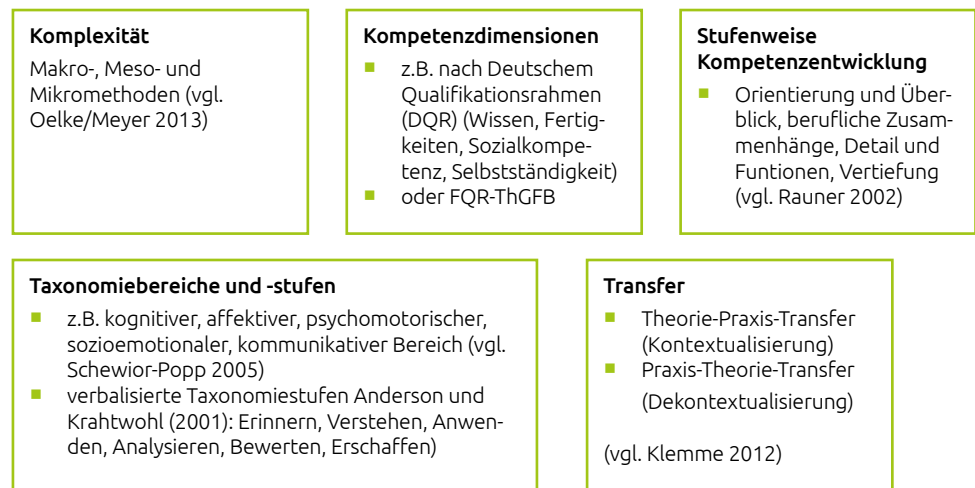 Komplexität
Makro-, Meso- und
Mikromethoden (vgl.
Oelke/Meyer 2013)
Kompetenzdimensionen
■ z.B. nach Deutschem
Qualifikationsrahmen
(DQR) (Wissen, Fertig-
keiten, Sozialkompe-
tenz, Selbstständigkeit)
■ oder FQR-ThGFB
Stufenweise
Kompetenzentwicklung
■ Orientierung und Über-
blick, berufliche Zusam-
menhänge, Detail und
Funtionen, Vertiefung
(vgl. Rauner 2002)
Taxonomiebereiche und -stufen
■ z.B. kognitiver, affektiver, psychomotorischer,
sozioemotionaler, kommunikativer Bereich (vgl.
Schewior-Popp 2005)
■ verbalisierte Taxonomiestufen Anderson und
Krahtwohl (2001): Erinnern, Verstehen, Anwen-
den, Analysieren, Bewerten, Erschaffen)
Transfer
■ Theorie-Praxis-Transfer
(Kontextualisierung)
■ Praxis-Theorie-Transfer
(Dekontextualisierung)
(vgl. Klemme 2012)